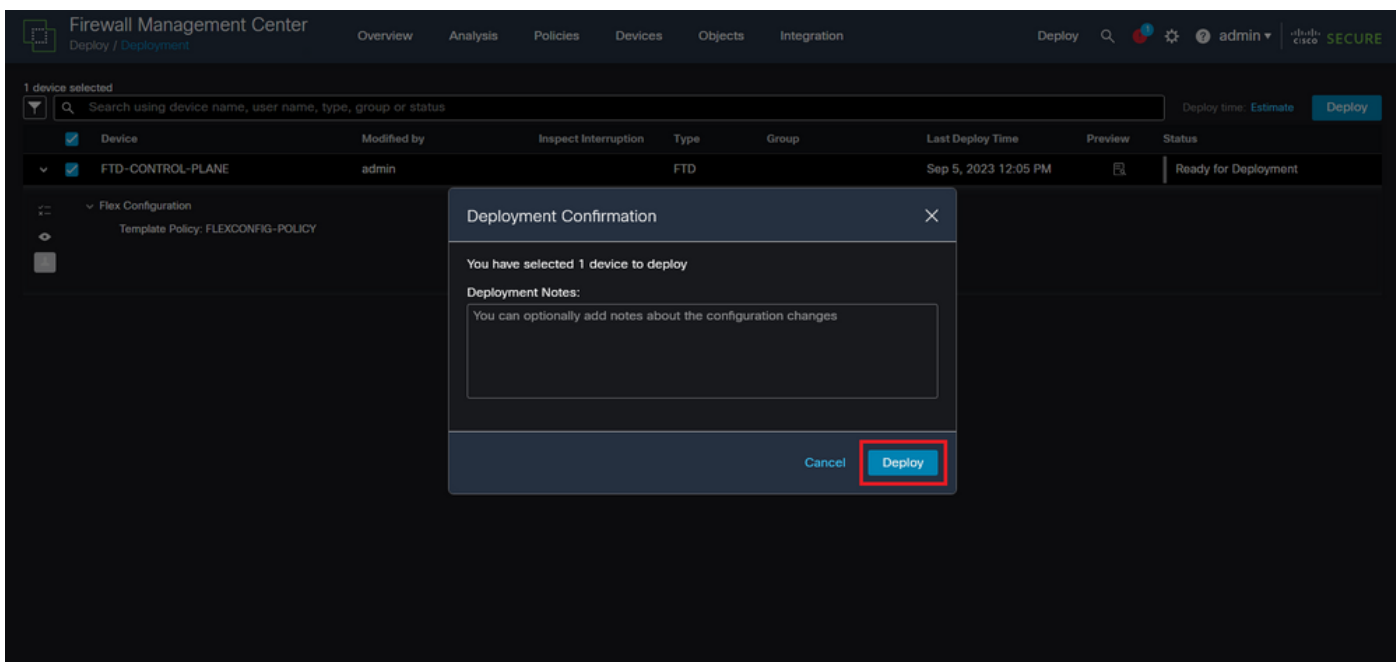 Firewall Management Center
Deploy / Deployment
Overview Analysis Policies Devices Objects Integration Deploy admin cisco SECURE
1 device selected
Search using device name, user name, type, group or status Deploy time: Estimate Deploy
Device Modified by Inspect Interruption Type Group Last Deploy Time Preview Status
FTD-CONTROL-PLANE admin FTD Sep 5, 2023 12:05 PM Ready for Deployment
Flex Configuration
Template Policy: FLEXCONFIG-POLICY
Deployment Confirmation
You have selected 1 device to deploy
Deployment Notes:
You can optionally add notes about the configuration changes
Cancel Deploy